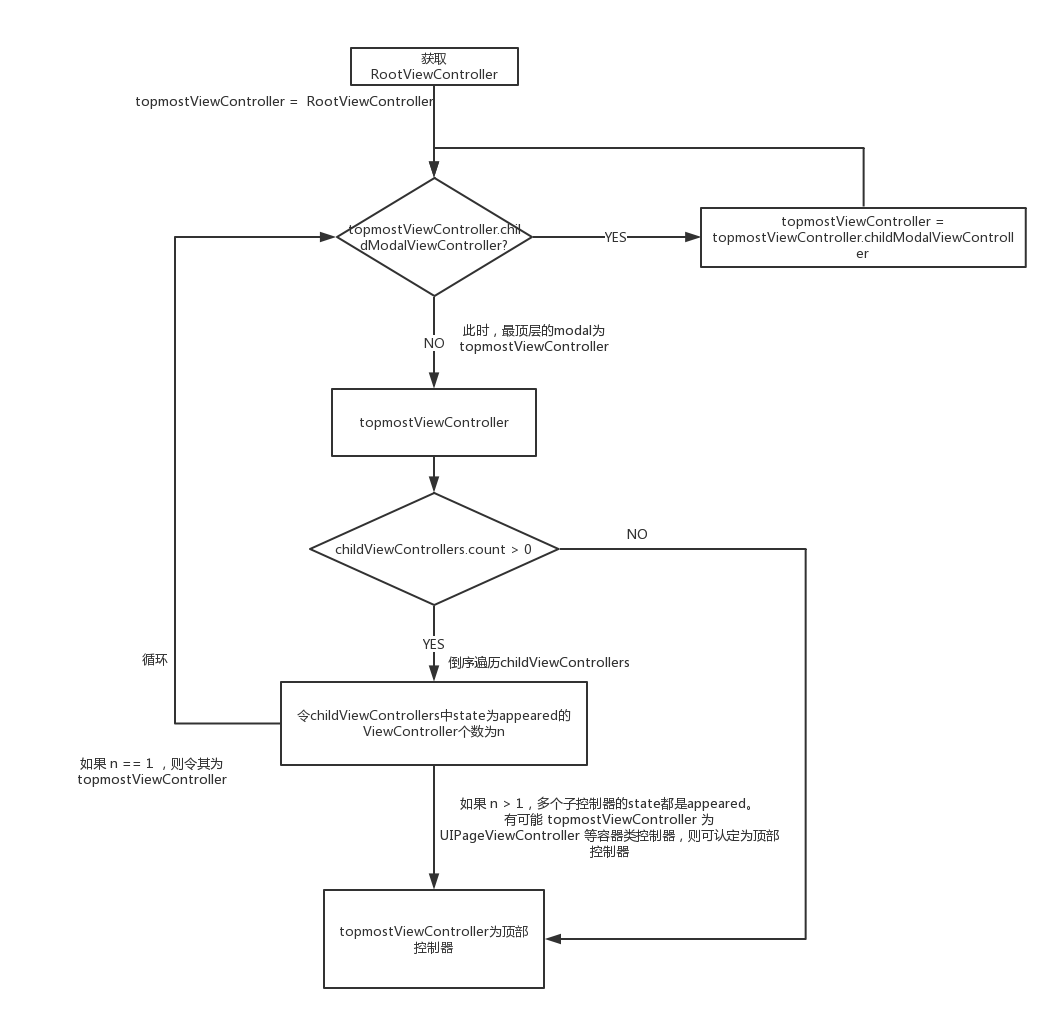 获取
RootViewController
topmostViewController = RootViewController
topmostViewController.chil
dModalViewController?
YES
topmostViewController =
topmostViewController.childModalViewControll
er
NO
此时，最顶层的modal为
topmostViewController
topmostViewController
childViewControllers.count > 0
NO
YES
倒序遍历childViewControllers
循环
令childViewControllers中state为appeared的
ViewController个数为n
如果 n == 1 ，则令其为
topmostViewController
如果 n > 1，多个子控制器的state都是appeared。
有可能 topmostViewController 为
UIPageViewController 等容器类控制器，则可认定为顶部
控制器
topmostViewController为顶部
控制器